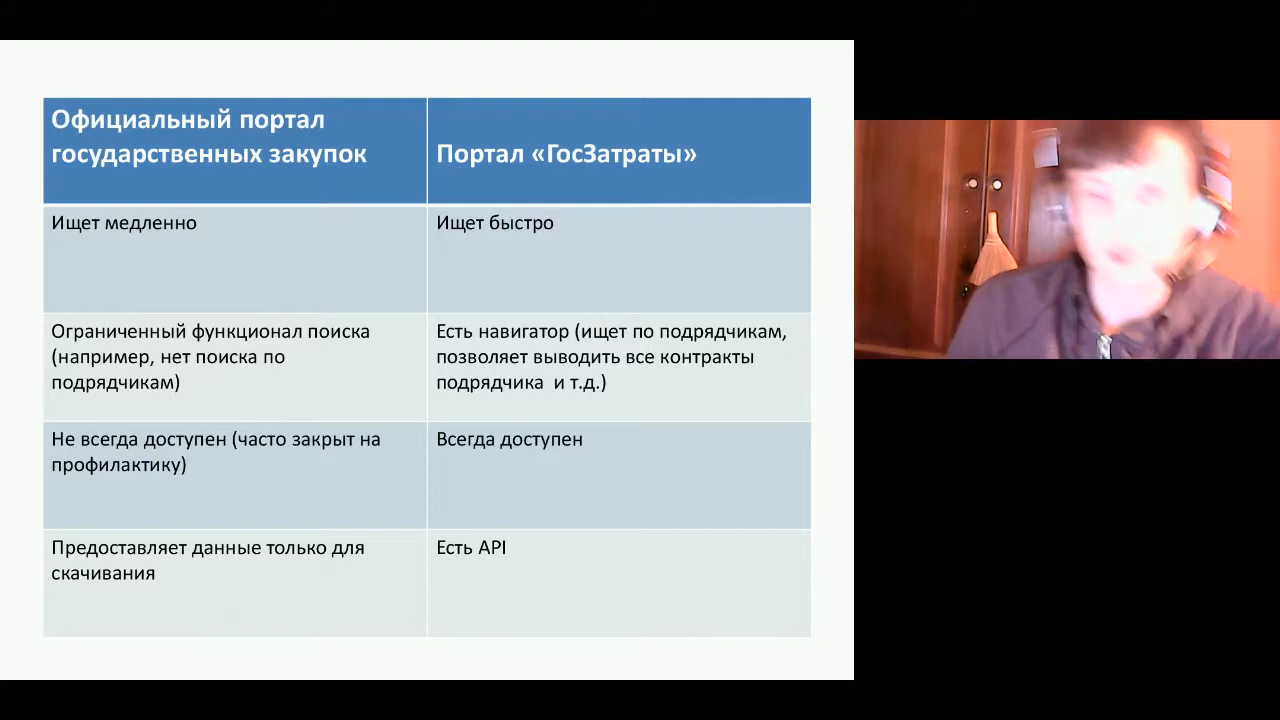 Официальный портал
государственных закупок
Портал «ГосЗатраты»
Ищет медленно
Ищет быстро
Ограниченный функционал поиска
(например, нет поиска по
подрядчикам)
Есть навигатор (ищет по подрядчикам,
позволяет выводить все контракты
подрядчика  и т.д.)
Не всегда доступен (часто закрыт на
профилактику)
Всегда доступен
Предоставляет данные только для
скачивания
Есть API